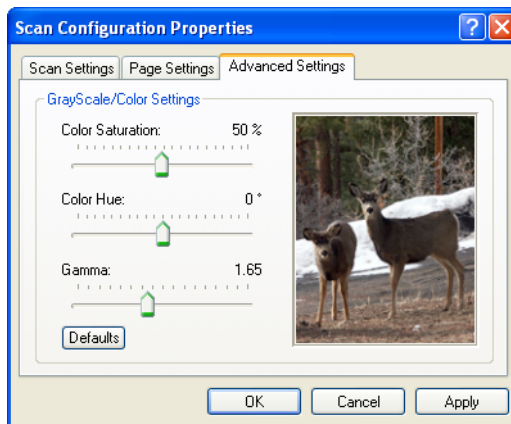 Scan Configuration Properties
Scan Settings Page Settings Advanced Settings
GrayScale/Color Settings
Color Saturation: 50 %
Color Hue: 0 °
Gamma: 1.65
Defaults
OK Cancel Apply